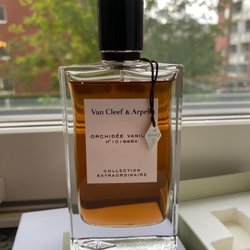 Van Cleef & Arpels
ORCHIDÉE VANILLE
COLLECTION
EXTRAORDINAIRE